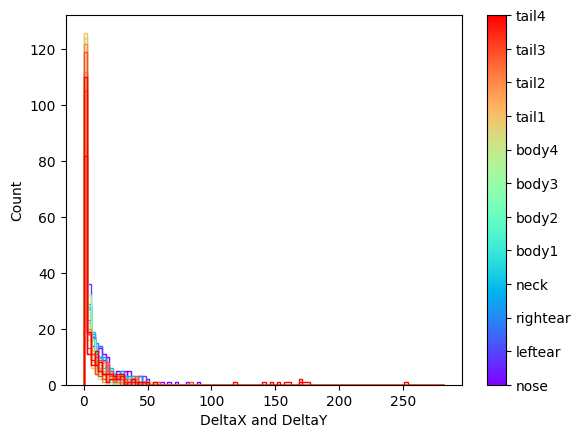 120
100
80
60
40
20
0
Count
0
50
100
150
200
250
DeltaX and DeltaY
tail4
tail3
tail2
tail1
body4
body3
body2
body1
neck
rightear
leftear
nose